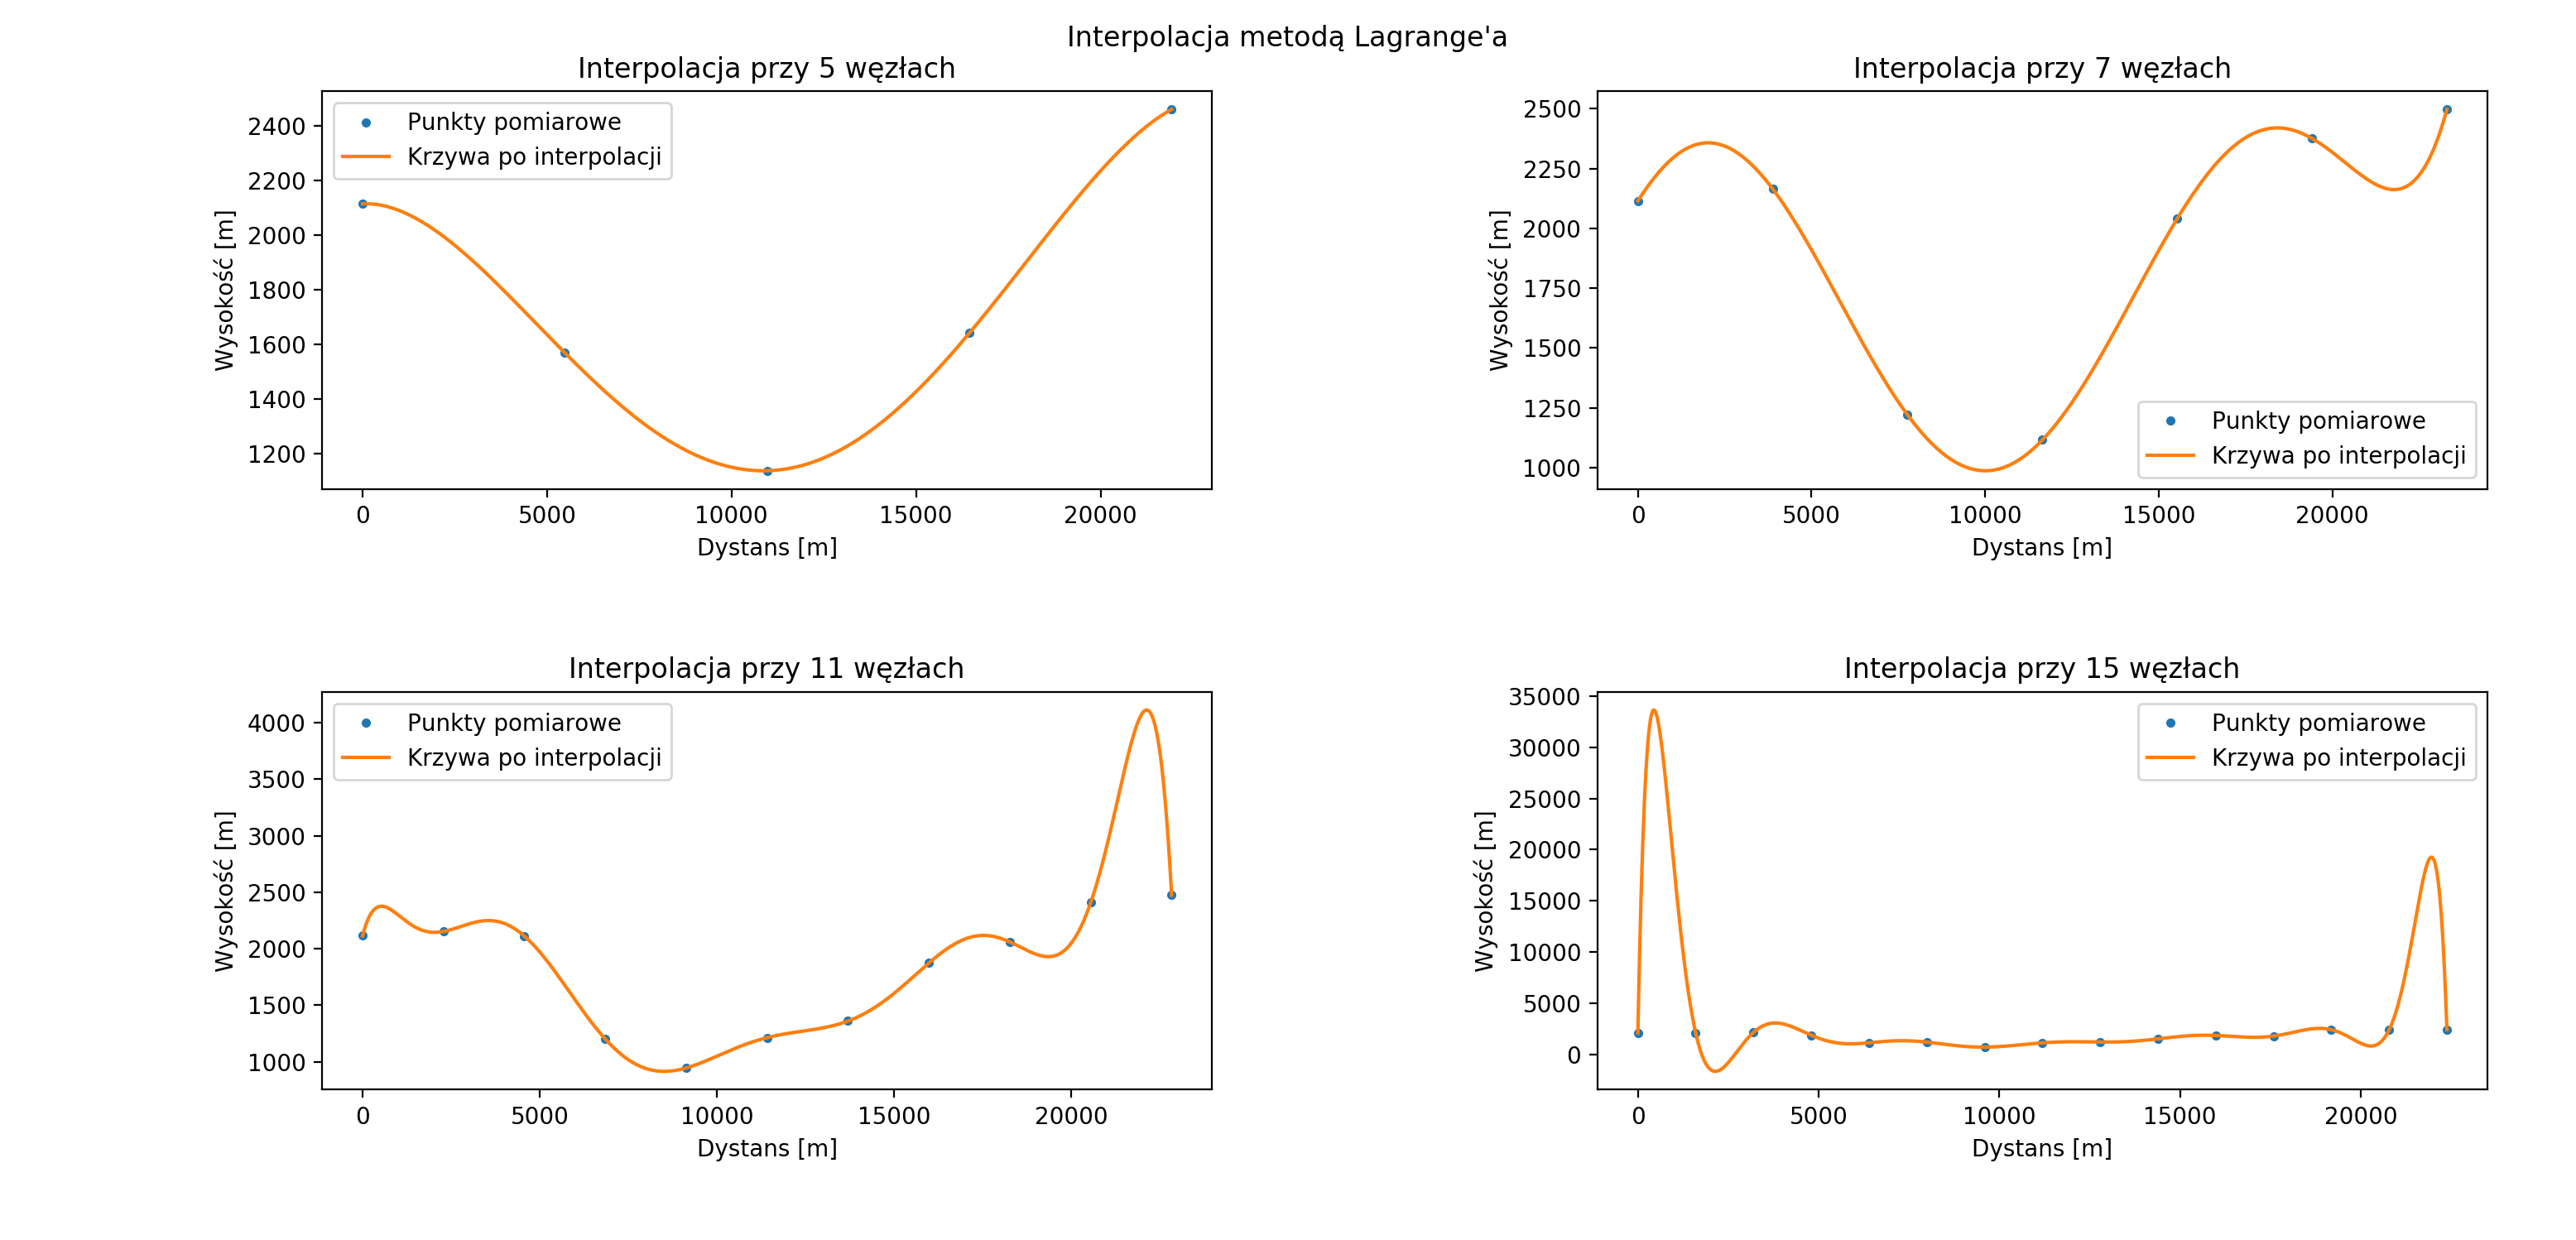 Interpolacja metodą Lagrange'a
Interpolacja przy 5 węzłach
2400
2200
2000
1800
1600
1400
1200
Wysokość [m]
Punkty pomiarowe
Krzywa po interpolacji
0 5000 10000 15000 20000
Dystans [m]
Interpolacja przy 7 węzłach
2500
2250
2000
1750
1500
1250
1000
Wysokość [m]
Punkty pomiarowe
Krzywa po interpolacji
0 5000 10000 15000 20000
Dystans [m]
Interpolacja przy 11 węzłach
4000
3500
3000
2500
2000
1500
1000
Wysokość [m]
Punkty pomiarowe
Krzywa po interpolacji
0 5000 10000 15000 20000
Dystans [m]
Interpolacja przy 15 węzłach
35000
30000
25000
20000
15000
10000
5000
0
Wysokość [m]
Punkty pomiarowe
Krzywa po interpolacji
0 5000 10000 15000 20000
Dystans [m]